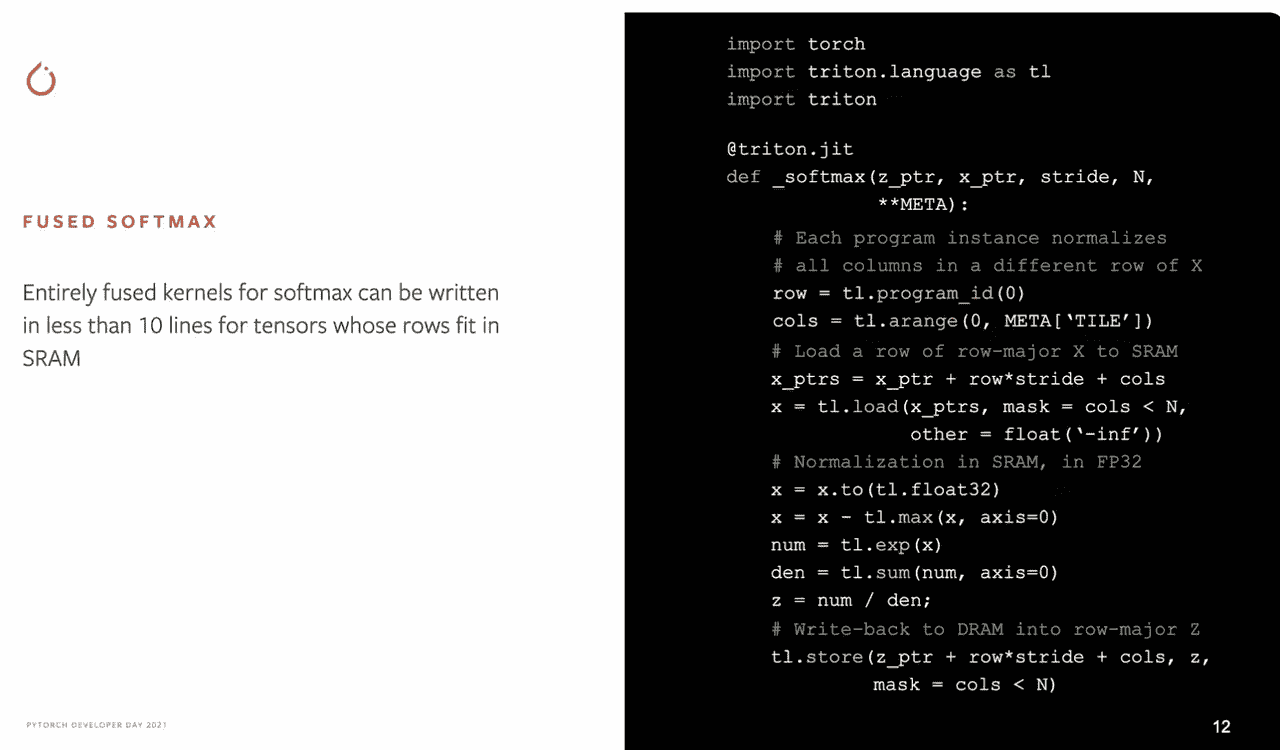 FUSED SOFTMAX
Entirely fused kernels for softmax can be written
in less than 10 lines for tensors whose rows fit in
SRAM
PYTORCH DEVELOPER DAY 2021
import torch
import triton.language as tl
import triton
@triton.jit
def _softmax(z_ptr, x_ptr, stride, N,
**META):
# Each program instance normalizes
# all columns in a different row of X
row = tl.program_id(0)
cols = tl.arange(0, META[‘TILE’])
# Load a row of row-major X to SRAM
x_ptrs = x_ptr + row*stride + cols
x = tl.load(x_ptrs, mask = cols < N,
other = float(‘-inf’))
# Normalization in SRAM, in FP32
x = x.to(tl.float32)
x = x - tl.max(x, axis=0)
num = tl.exp(x)
den = tl.sum(num, axis=0)
z = num / den;
# Write-back to DRAM into row-major Z
tl.store(z_ptr + row*stride + cols, z,
mask = cols < N)
12